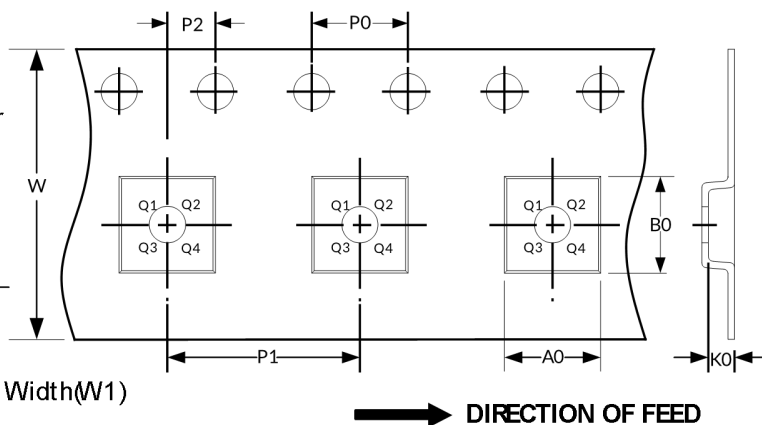 P2
P0
W
Q1 Q2
Q3 Q4
Q1 Q2
Q3 Q4
Q1 Q2
Q3 Q4
B0
P1
A0
K0
Width(W1)
DIRECTION OF FEED